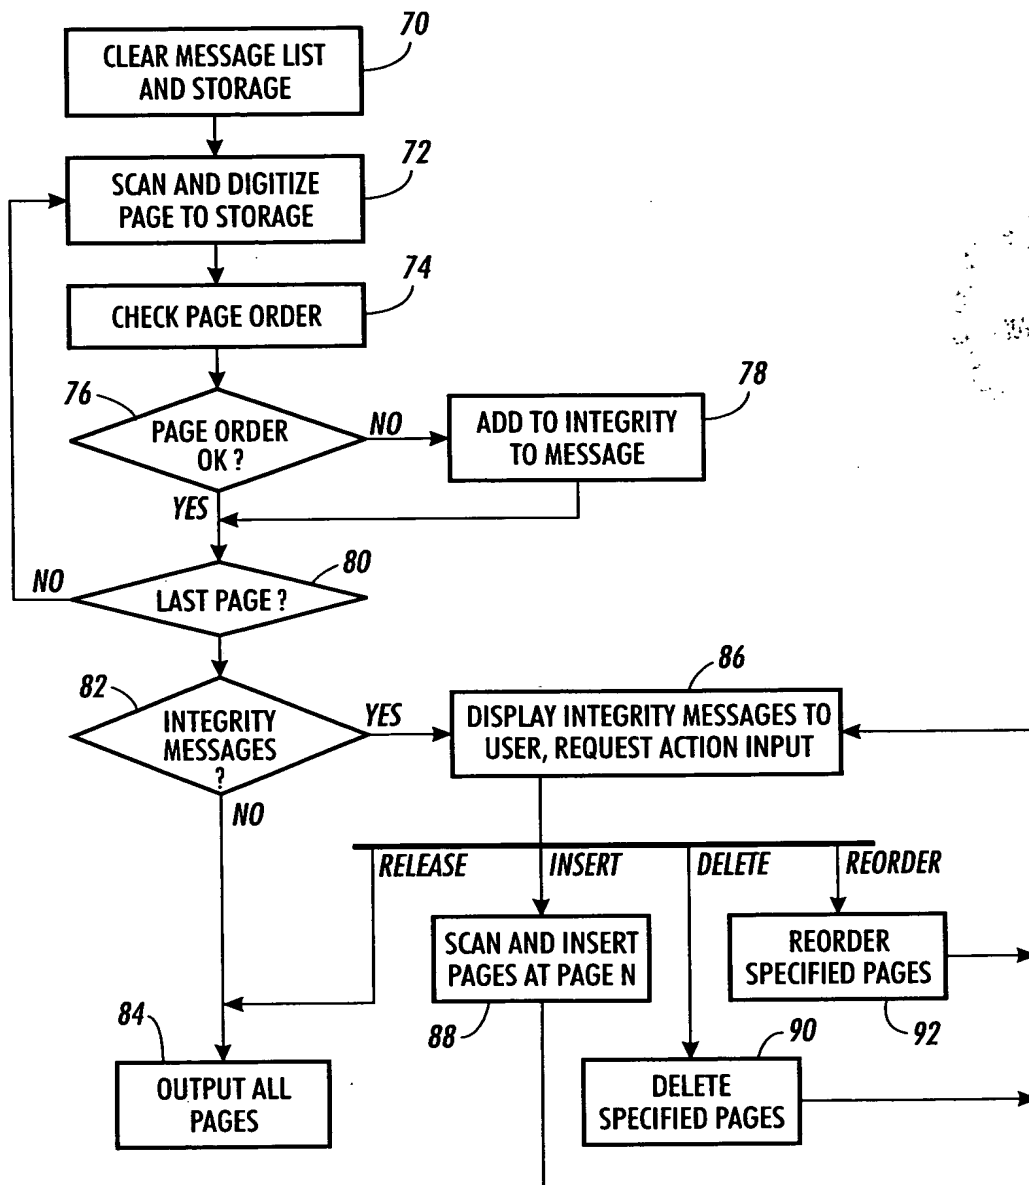 70
CLEAR MESSAGE LIST
AND STORAGE
72
SCAN AND DIGITIZE
PAGE TO STORAGE
74
CHECK PAGE ORDER
76
PAGE ORDER
OK ?
NO
78
ADD TO INTEGRITY
TO MESSAGE
YES
NO
80
LAST PAGE ?
82
INTEGRITY
MESSAGES
?
YES
86
DISPLAY INTEGRITY MESSAGES TO
USER, REQUEST ACTION INPUT
NO
RELEASE
INSERT
DELETE
REORDER
SCAN AND INSERT
PAGES AT PAGE N
88
REORDER
SPECIFIED PAGES
92
84
OUTPUT ALL
PAGES
90
DELETE
SPECIFIED PAGES